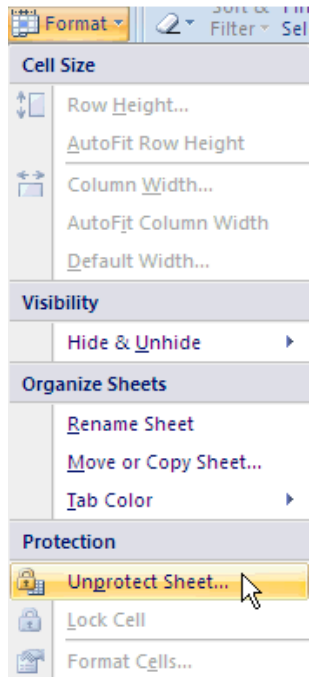 Format
Filter Sel
Cell Size
Row Height...
AutoFit Row Height
Column Width...
AutoFit Column Width
Default Width...
Visibility
Hide & Unhide
Organize Sheets
Rename Sheet
Move or Copy Sheet...
Tab Color
Protection
Unprotect Sheet...
Lock Cell
Format Cells...